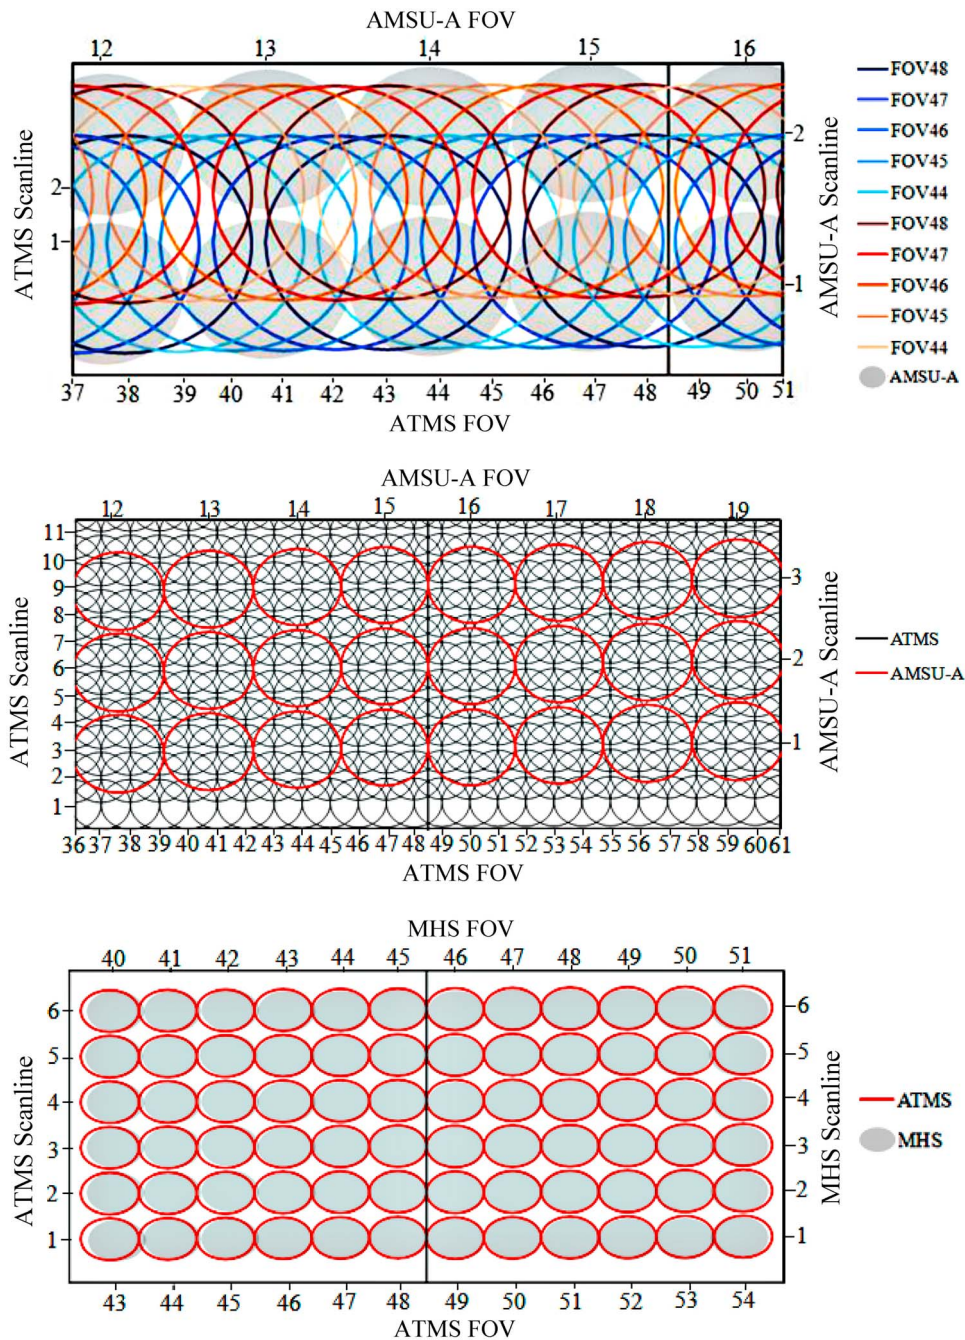 AMSU-A FOV
12 13 14 15 16
ATMS Scanline
2
1
AMSU-A Scanline
2
1
FOV48
FOV47
FOV46
FOV45
FOV44
FOV48
FOV47
FOV46
FOV45
FOV44
AMSU-A
37 38 39 40 41 42 43 44 45 46 47 48 49 50 51
ATMS FOV
AMSU-A FOV
12 13 14 15 16 17 18 19
ATMS Scanline
11
10
9
8
7
6
5
4
3
2
1
AMSU-A Scanline
3
2
1
ATMS
AMSU-A
36 37 38 39 40 41 42 43 44 45 46 47 48 49 50 51 52 53 54 55 56 57 58 59 60 61
ATMS FOV
MHS FOV
40 41 42 43 44 45 46 47 48 49 50 51
ATMS Scanline
6
5
4
3
2
1
MHS Scanline
6
5
4
3
2
1
ATMS
MHS
43 44 45 46 47 48 49 50 51 52 53 54
ATMS FOV